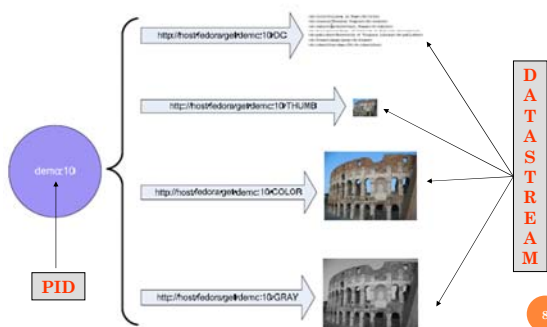 http://host/fedora/get/demo:10/DC
http://host/fedora/get/demo:10/THUMB
demo:10
http://host/fedora/get/demo:10/COLOR
http://host/fedora/get/demo:10/GRAY
PID
D
A
T
A
S
T
R
E
A
M
8